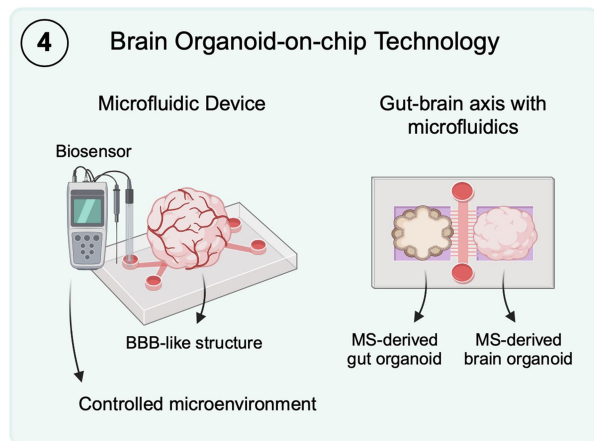 4
Brain Organoid-on-chip Technology
Microfluidic Device
Biosensor
BBB-like structure
Controlled microenvironment
Gut-brain axis with
microfluidics
MS-derived
gut organoid
MS-derived
brain organoid